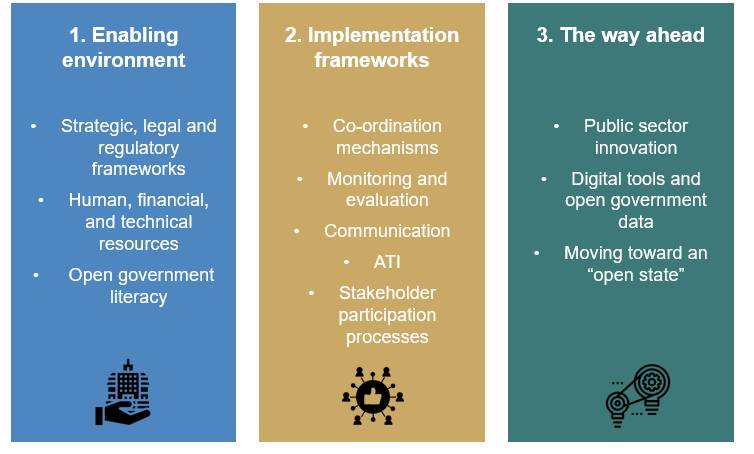 1. Enabling
environment
• Strategic, legal and
regulatory
frameworks
• Human, financial,
and technical
resources
• Open government
literacy
2. Implementation
frameworks
• Co-ordination
mechanisms
• Monitoring and
evaluation
• Communication
• ATI
• Stakeholder
participation
processes
3. The way ahead
• Public sector
innovation
• Digital tools and
open government
data
• Moving toward an
“open state”